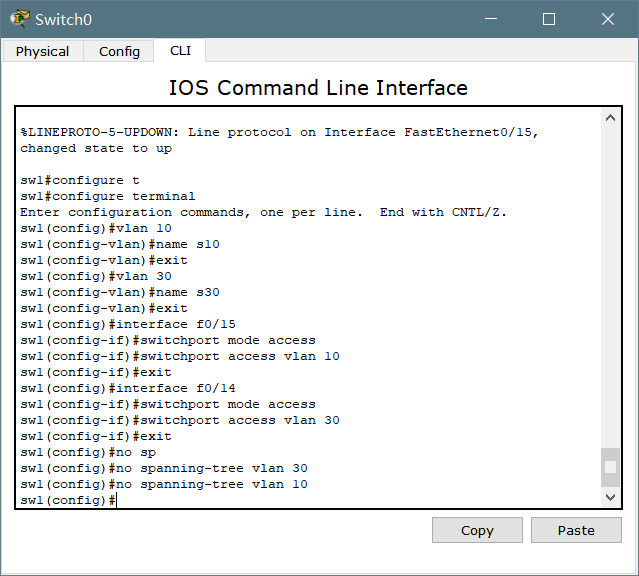 Switch0
Physical Config CLI
IOS Command Line Interface
%LINEPROTO-5-UPDOWN: Line protocol on Interface FastEthernet0/15,
changed state to up
sw1#configure t
sw1#configure terminal
Enter configuration commands, one per line.  End with CNTL/Z.
sw1(config)#vlan 10
sw1(config-vlan)#name s10
sw1(config-vlan)#exit
sw1(config)#vlan 30
sw1(config-vlan)#name s30
sw1(config-vlan)#exit
sw1(config)#interface f0/15
sw1(config-if)#switchport mode access
sw1(config-if)#switchport access vlan 10
sw1(config-if)#exit
sw1(config)#interface f0/14
sw1(config-if)#switchport mode access
sw1(config-if)#switchport access vlan 30
sw1(config-if)#exit
sw1(config)#no sp
sw1(config)#no spanning-tree vlan 30
sw1(config)#no spanning-tree vlan 10
sw1(config)#
Copy Paste